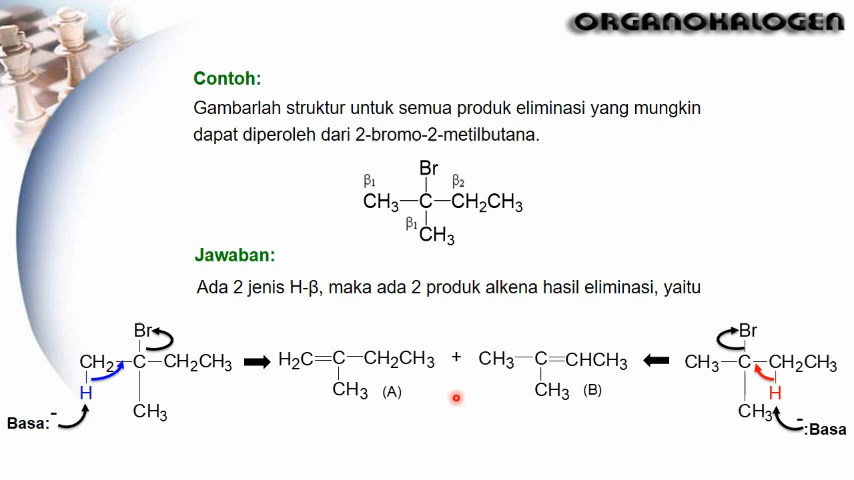 ORGANOHALOGEN
Contoh:
Gambarlah struktur untuk semua produk eliminasi yang mungkin
dapat diperoleh dari 2-bromo-2-metilbutana.
Br
β₁ β₂
CH₃—C—CH₂CH₃
β₁
CH₃
Jawaban:
Ada 2 jenis H-β, maka ada 2 produk alkena hasil eliminasi, yaitu
Br Br
CH₂—C—CH₂CH₃ H₂C=C—CH₂CH₃ + CH₃—C=CHCH₃ CH₃—C—CH₂CH₃
H CH₃ (A) CH₃ (B) H
CH₃ CH₃
Basa:⁻ ⁻:Basa